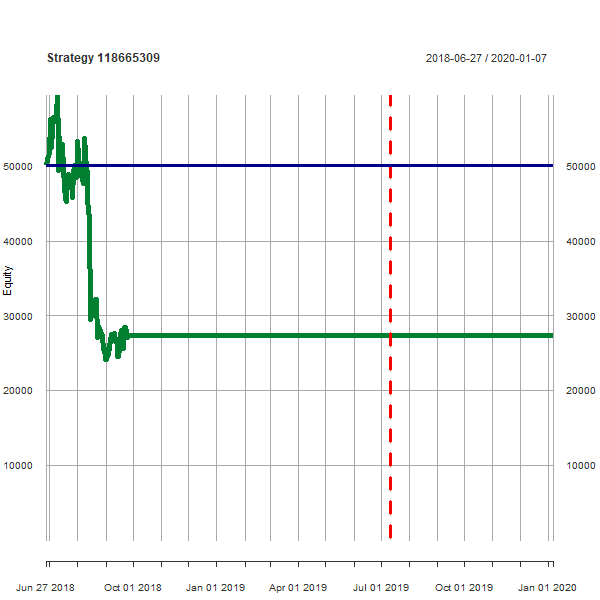 Strategy 118665309 2018-06-27 / 2020-01-07
50000 50000
40000 40000
Equity
30000 30000
20000 20000
10000 10000
Jun 27 2018 Oct 01 2018 Jan 01 2019 Apr 01 2019 Jul 01 2019 Oct 01 2019 Jan 01 2020